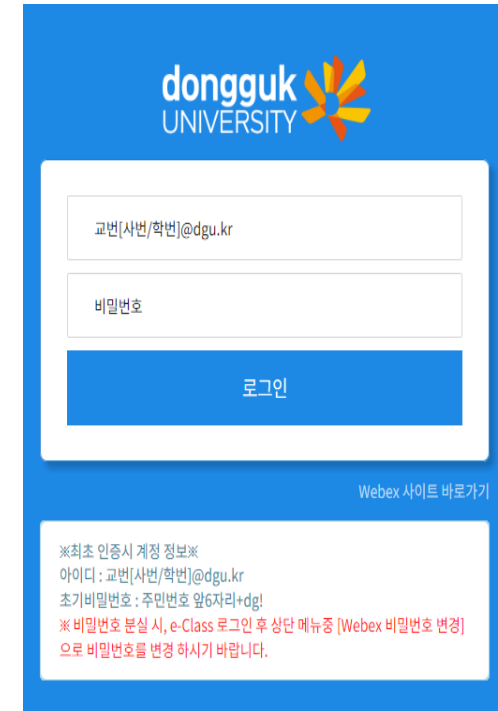 dongguk
UNIVERSITY
교번[사번/학번]@dgu.kr
비밀번호
로그인
Webex 사이트 바로가기
※최초 인증시 계정 정보※
아이디 : 교번[사번/학번]@dgu.kr
초기비밀번호 : 주민번호 앞6자리+dg!
※ 비밀번호 분실 시, e-Class 로그인 후 상단 메뉴중 [Webex 비밀번호 변경]
으로 비밀번호를 변경 하시기 바랍니다.